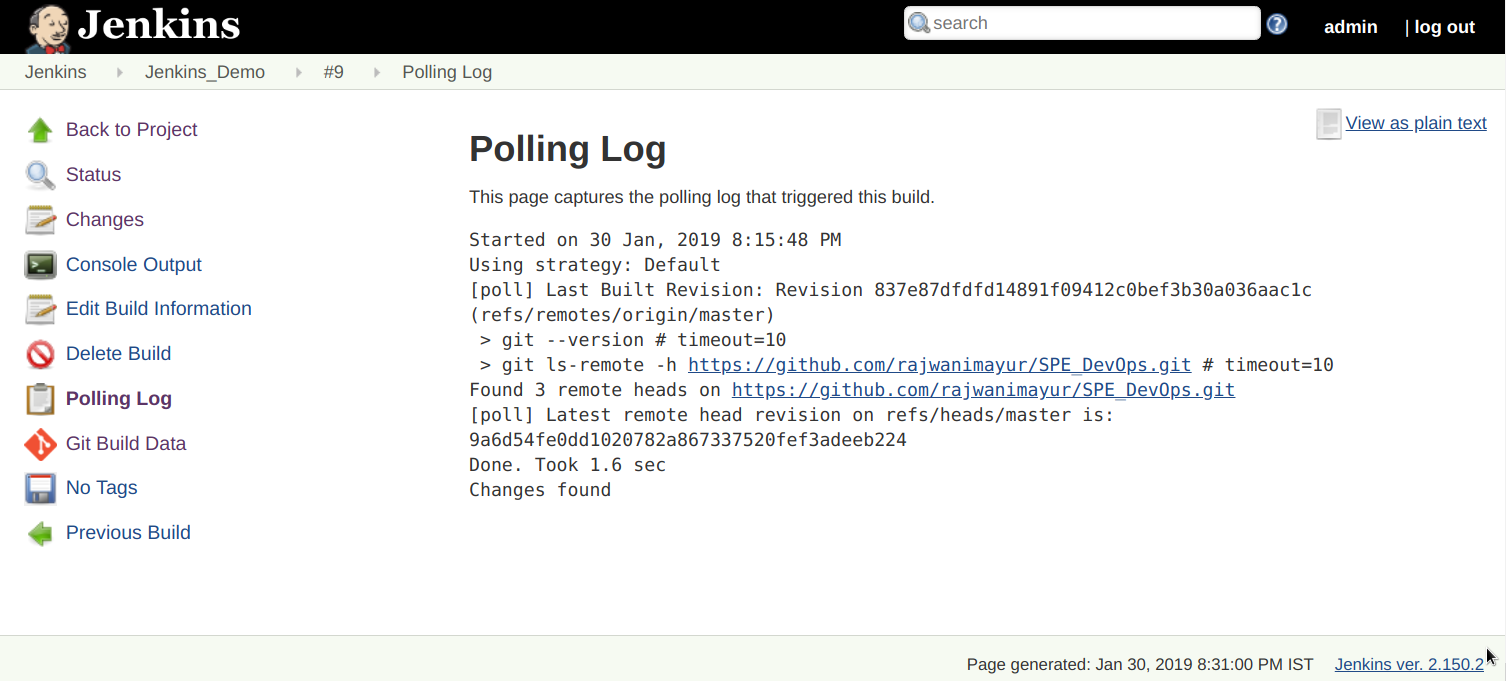 Jenkins
search
admin | log out
Jenkins Jenkins_Demo #9 Polling Log
Back to Project
Status
Changes
Console Output
Edit Build Information
Delete Build
Polling Log
Git Build Data
No Tags
Previous Build
View as plain text
Polling Log
This page captures the polling log that triggered this build.
Started on 30 Jan, 2019 8:15:48 PM
Using strategy: Default
[poll] Last Built Revision: Revision 837e87dfdfd14891f09412c0bef3b30a036aac1c
(refs/remotes/origin/master)
 > git --version # timeout=10
 > git ls-remote -h https://github.com/rajwanimayur/SPE_DevOps.git # timeout=10
Found 3 remote heads on https://github.com/rajwanimayur/SPE_DevOps.git
[poll] Latest remote head revision on refs/heads/master is:
9a6d54fe0dd1020782a867337520fef3adeeb224
Done. Took 1.6 sec
Changes found
Page generated: Jan 30, 2019 8:31:00 PM IST Jenkins ver. 2.150.2